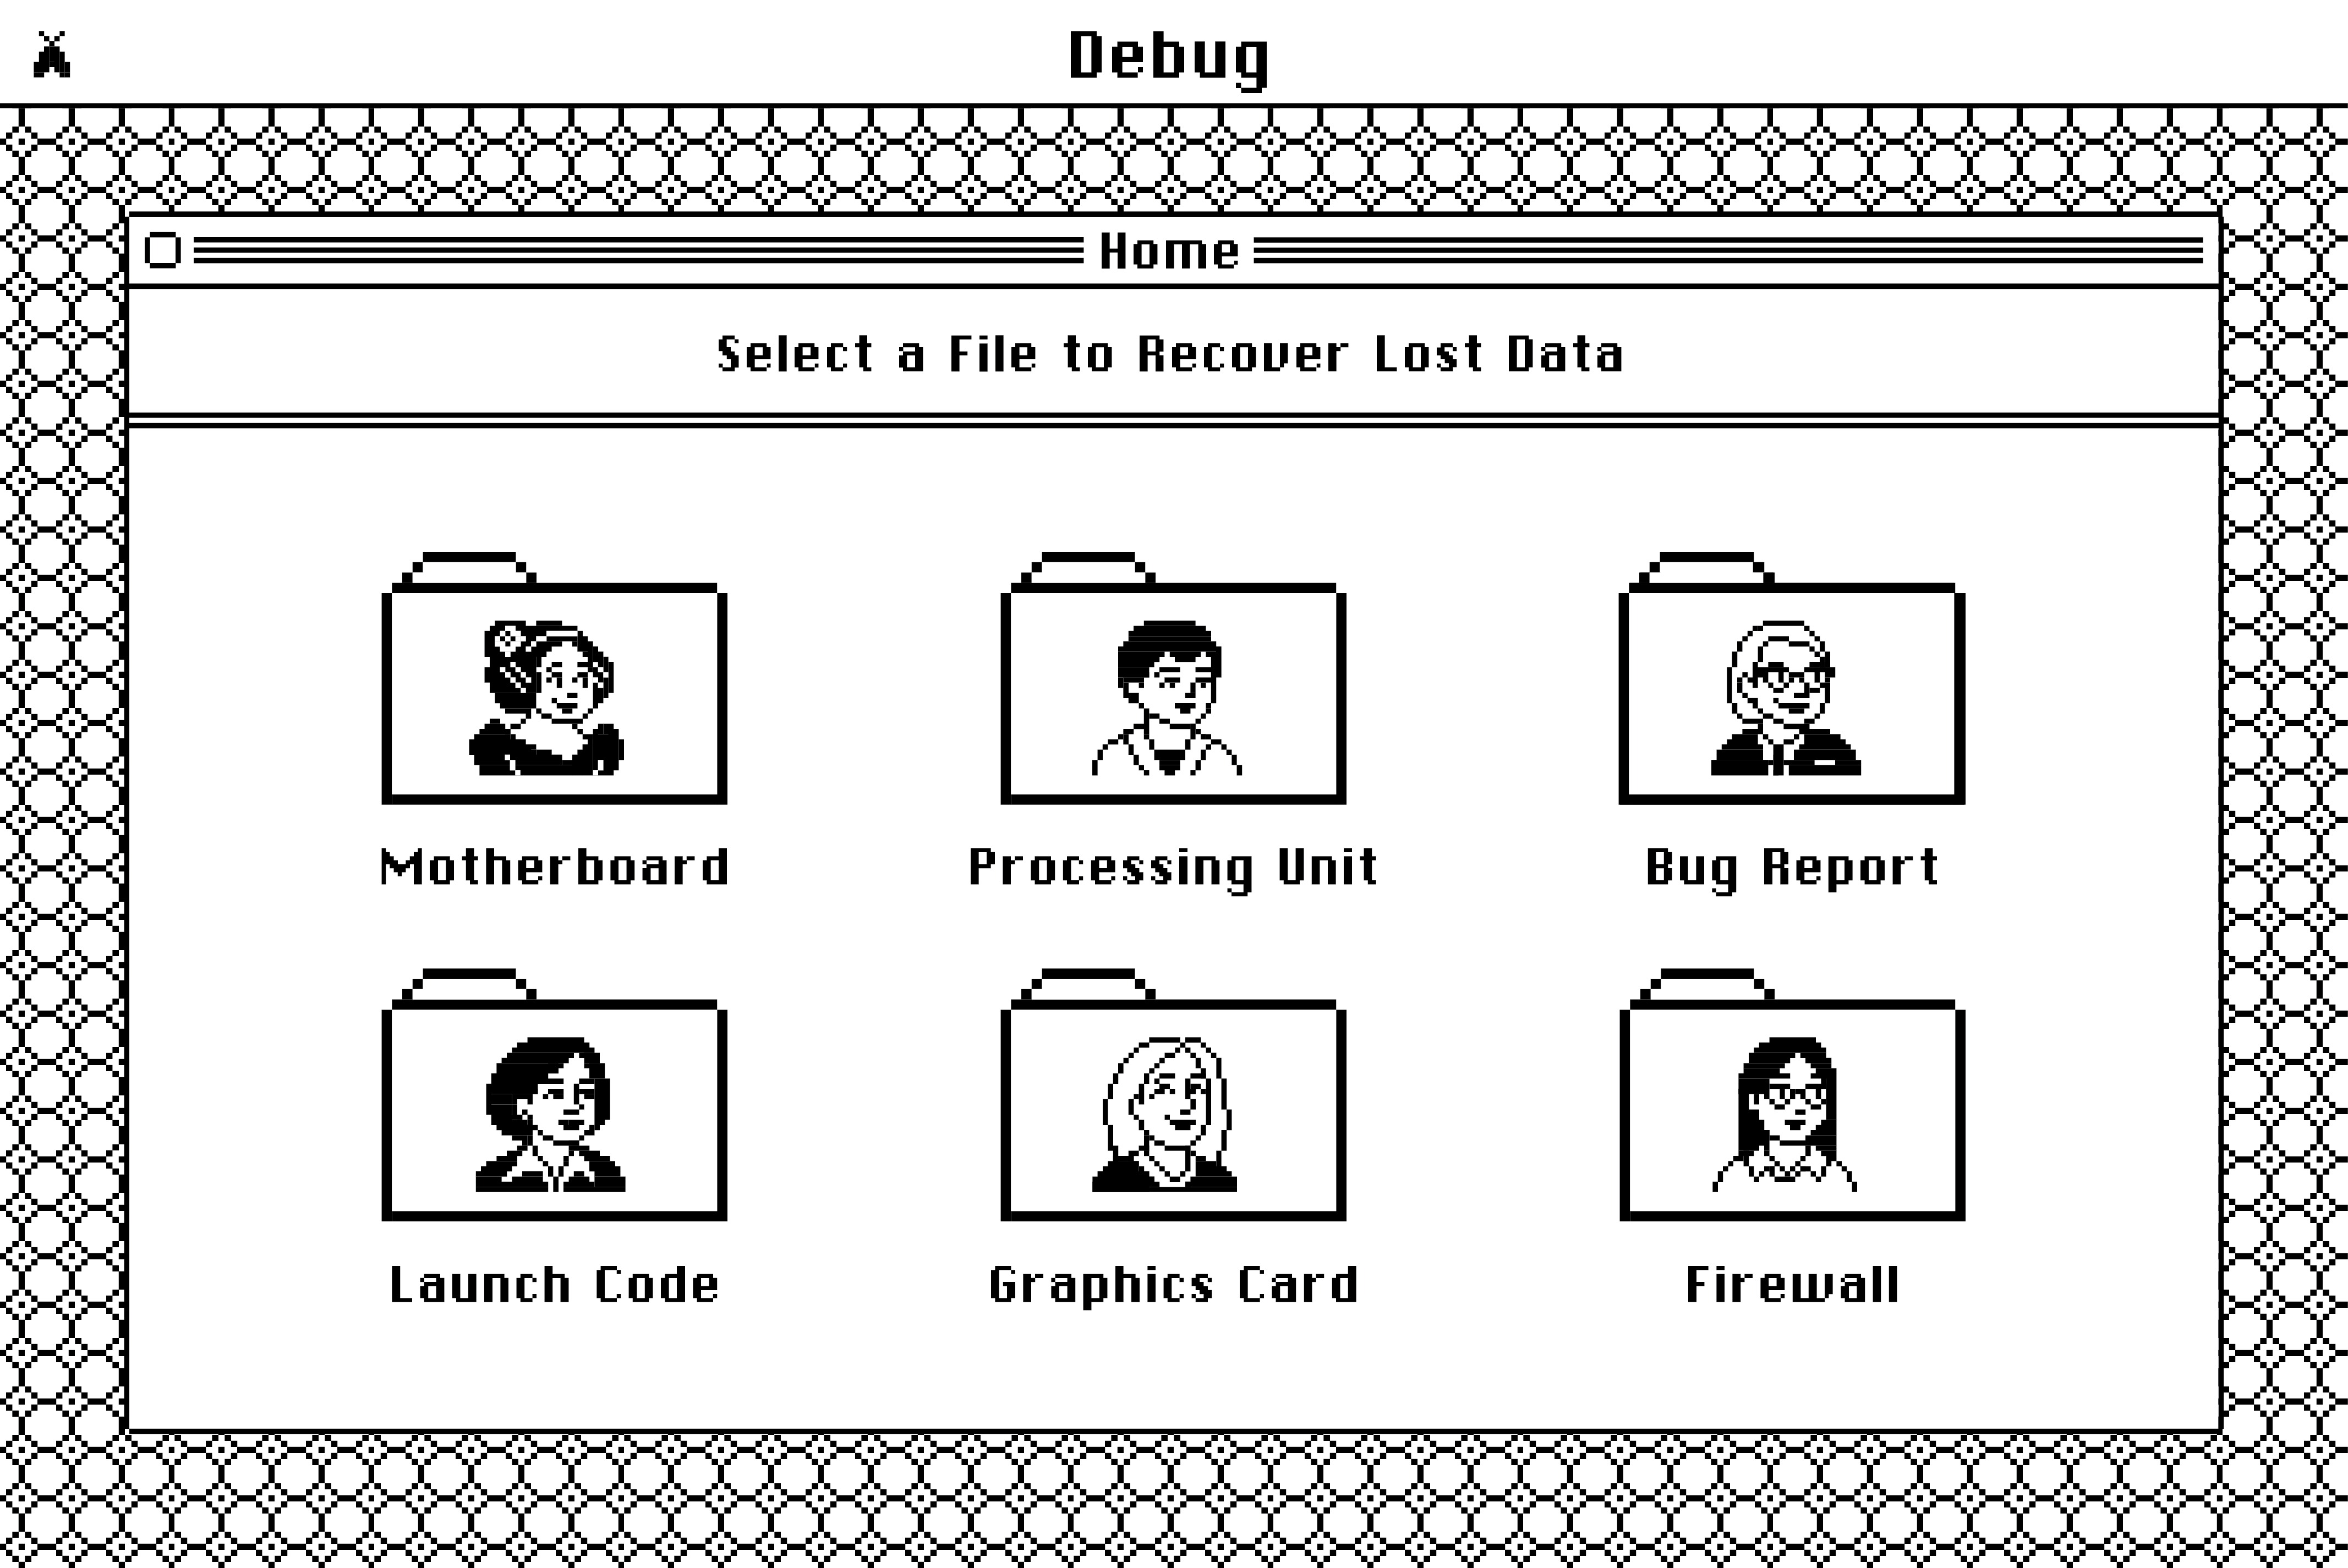 Debug
Home
Select a File to Recover Lost Data
Motherboard
Processing Unit
Bug Report
Launch Code
Graphics Card
Firewall